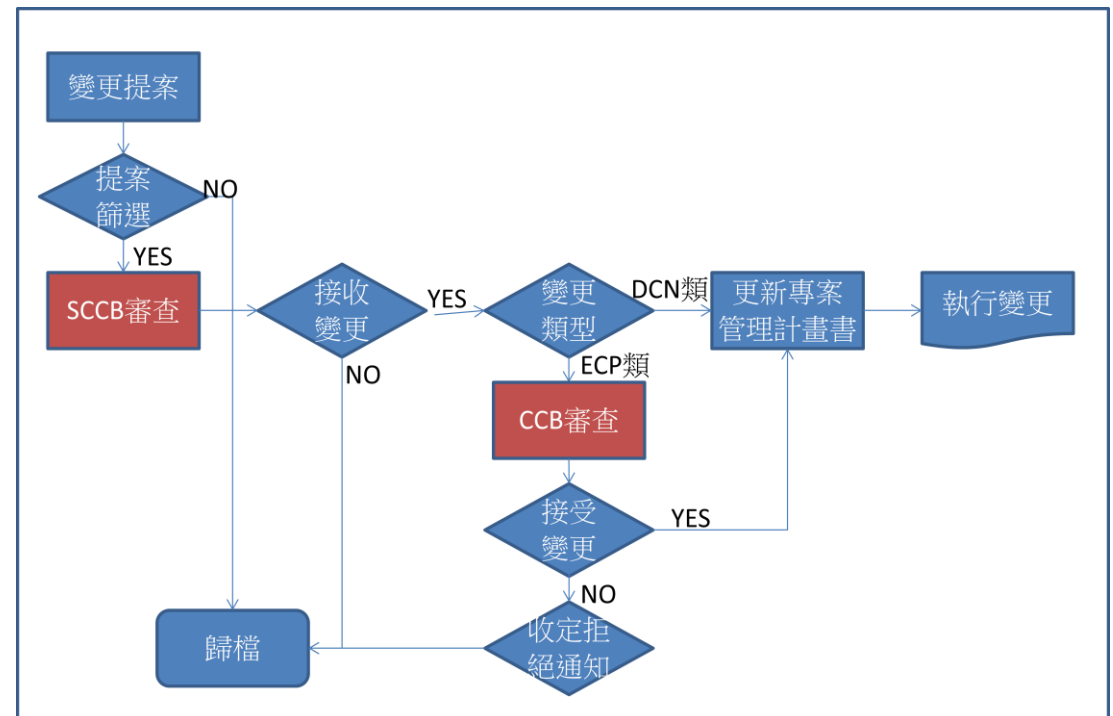 變更提案
提案
篩選
NO
YES
SCCB審查
接收
變更
YES
NO
變更
類型
DCN類
ECP類
更新專案
管理計畫書
執行變更
CCB審查
接受
變更
YES
NO
收定拒
絕通知
歸檔